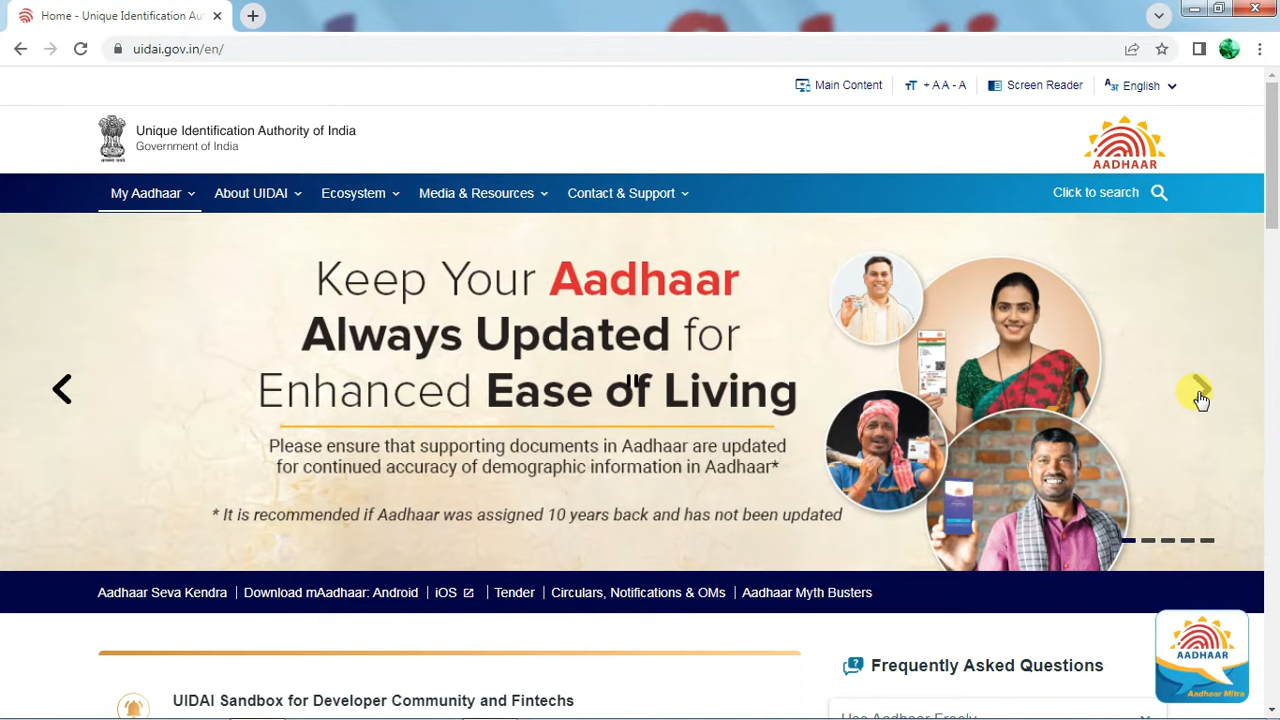 Home - Unique Identification Au
uidai.gov.in/en/
Main Content
+ A A - A
Screen Reader
English
Unique Identification Authority of India
Government of India
AADHAAR
My Aadhaar
About UIDAI
Ecosystem
Media & Resources
Contact & Support
Click to search
Keep Your Aadhaar
Always Updated for
Enhanced Ease of Living
Please ensure that supporting documents in Aadhaar are updated
for continued accuracy of demographic information in Aadhaar*
* It is recommended if Aadhaar was assigned 10 years back and has not been updated
Aadhaar Seva Kendra
Download mAadhaar: Android
iOS
Tender
Circulars, Notifications & OMs
Aadhaar Myth Busters
AADHAAR
Aadhaar Mitra
Frequently Asked Questions
UIDAI Sandbox for Developer Community and Fintechs
Use Aadhaar Freely